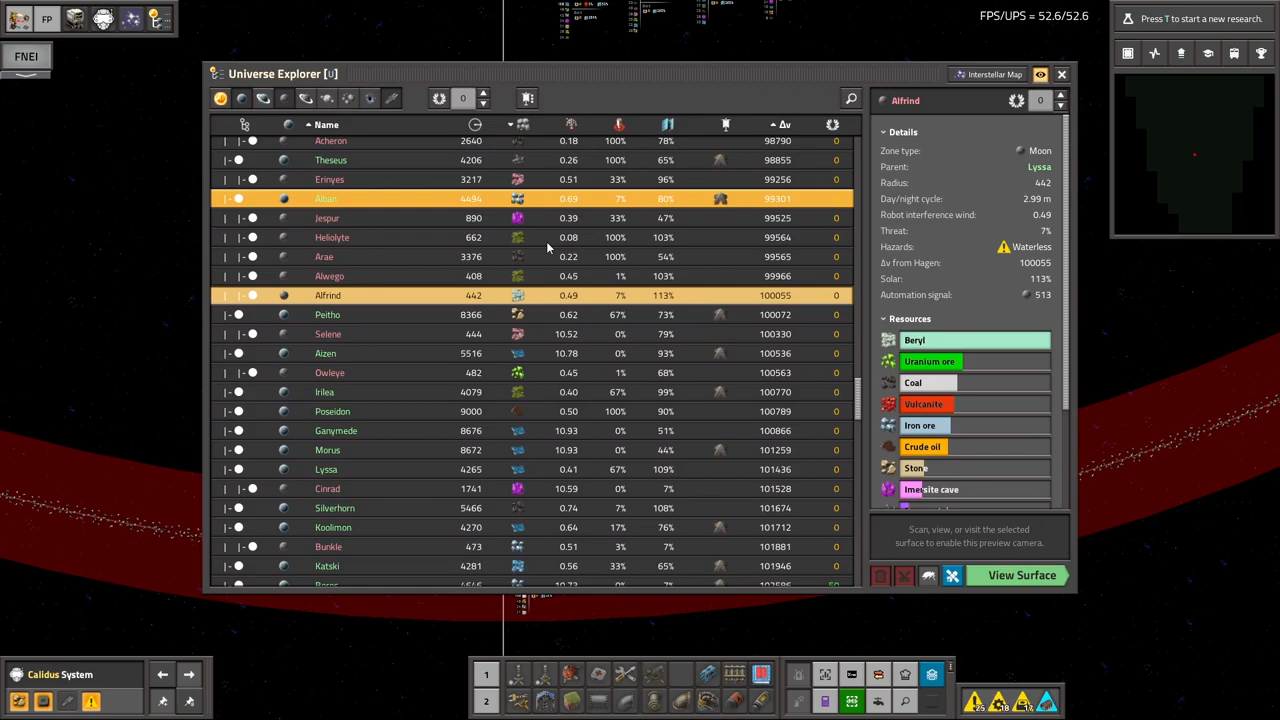 FP
FPS/UPS = 52.6/52.6
Press T to start a new research.
FNEI
Universe Explorer [U]
Interstellar Map
0
Name
Δv
Acheron 2640 0.18 100% 78% 98790 0
Theseus 4206 0.26 100% 65% 98855 0
Erinyes 3217 0.51 33% 96% 99256 0
Alban 4494 0.69 7% 80% 99301 0
Jespur 890 0.39 33% 47% 99525 0
Heliolyte 662 0.08 100% 103% 99564 0
Arae 3376 0.22 100% 54% 99565 0
Alwego 408 0.45 1% 103% 99966 0
Alfrind 442 0.49 7% 113% 100055 0
Peitho 8366 0.62 67% 73% 100072 0
Selene 444 10.52 0% 79% 100330 0
Aizen 5516 10.78 0% 93% 100536 0
Owleye 482 0.45 1% 68% 100563 0
Irilea 4079 0.40 67% 99% 100770 0
Poseidon 9000 0.50 100% 90% 100789 0
Ganymede 8676 10.93 0% 51% 100866 0
Morus 8672 10.93 0% 44% 101259 0
Lyssa 4265 0.41 67% 109% 101436 0
Cinrad 1741 10.59 0% 7% 101528 0
Silverhorn 5466 0.74 7% 108% 101674 0
Koolimon 4270 0.64 17% 76% 101712 0
Bunkle 473 0.51 3% 7% 101881 0
Katski 4281 0.56 33% 65% 101946 0
Alfrind
0
Details
Zone type: Moon
Parent: Lyssa
Radius: 442
Day/night cycle: 2.99 m
Robot interference wind: 0.49
Threat: 7%
Hazards: Waterless
Δv from Hagen: 100055
Solar: 113%
Automation signal: 513
Resources
Beryl
Uranium ore
Coal
Vulcanite
Iron ore
Crude oil
Stone
Imersite cave
Scan, view, or visit the selected
surface to enable this preview camera.
View Surface
Calidus System
1
2